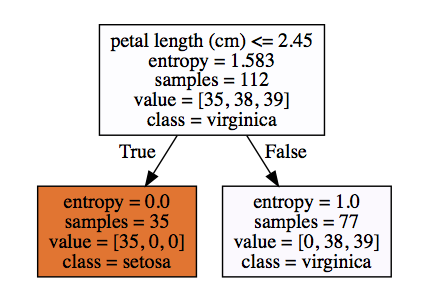 petal length (cm) <= 2.45
entropy = 1.583
samples = 112
value = [35, 38, 39]
class = virginica
True
False
entropy = 0.0
samples = 35
value = [35, 0, 0]
class = setosa
entropy = 1.0
samples = 77
value = [0, 38, 39]
class = virginica